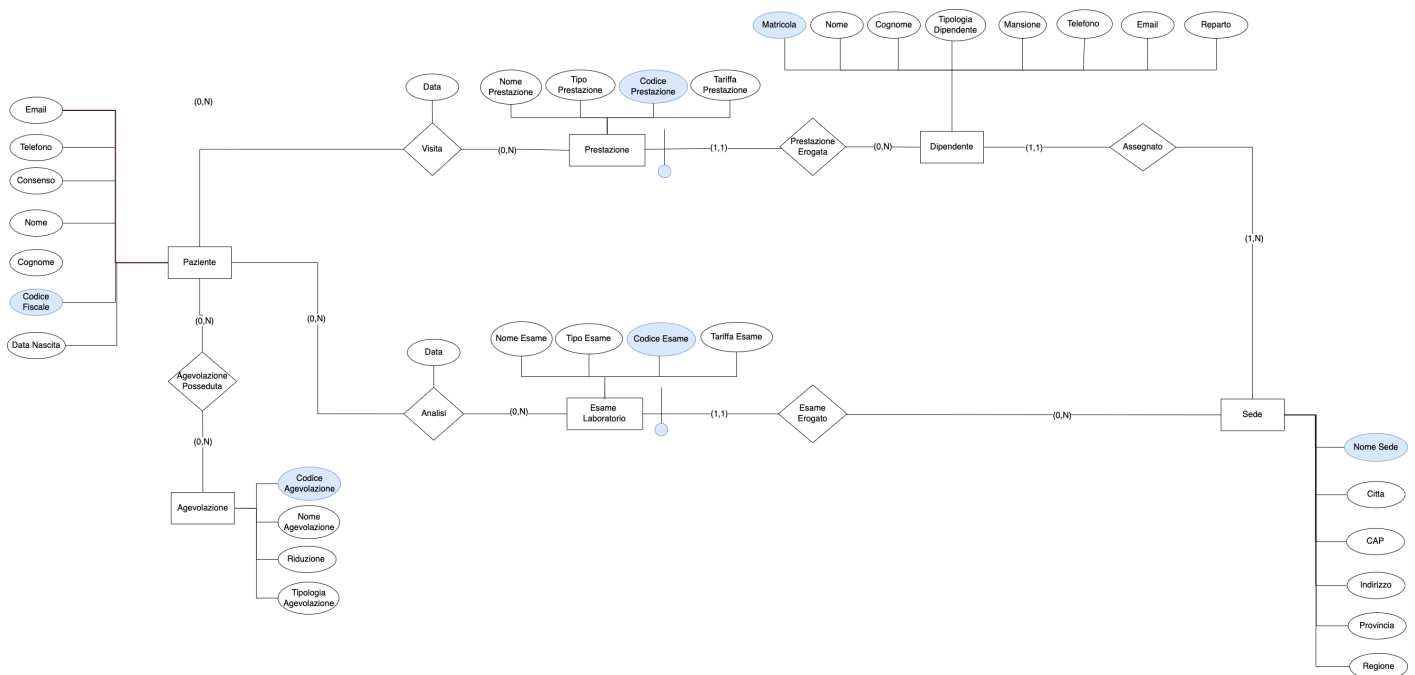 Matricola
Nome
Cognome
Tipologia
Dipendente
Mansione
Telefono
Email
Reparto
Data
Nome
Prestazione
Tipo
Prestazione
Codice
Prestazione
Tariffa
Prestazione
(0,N)
Email
Telefono
Consenso
Nome
Cognome
Codice
Fiscale
Data Nascita
Visita
(0,N)
Prestazione
(1,1)
Prestazione
Erogata
(0,N)
Dipendente
(1,1)
Assegnato
(1,N)
Paziente
(0,N)
(0,N)
Agevolazione
Posseduta
(0,N)
Data
Nome Esame
Tipo Esame
Codice Esame
Tariffa Esame
Analisi
(0,N)
Esame
Laboratorio
(1,1)
Esame
Erogato
(0,N)
Sede
Agevolazione
Codice
Agevolazione
Nome
Agevolazione
Riduzione
Tipologia
Agevolazione
Nome Sede
Citta
CAP
Indirizzo
Provincia
Regione